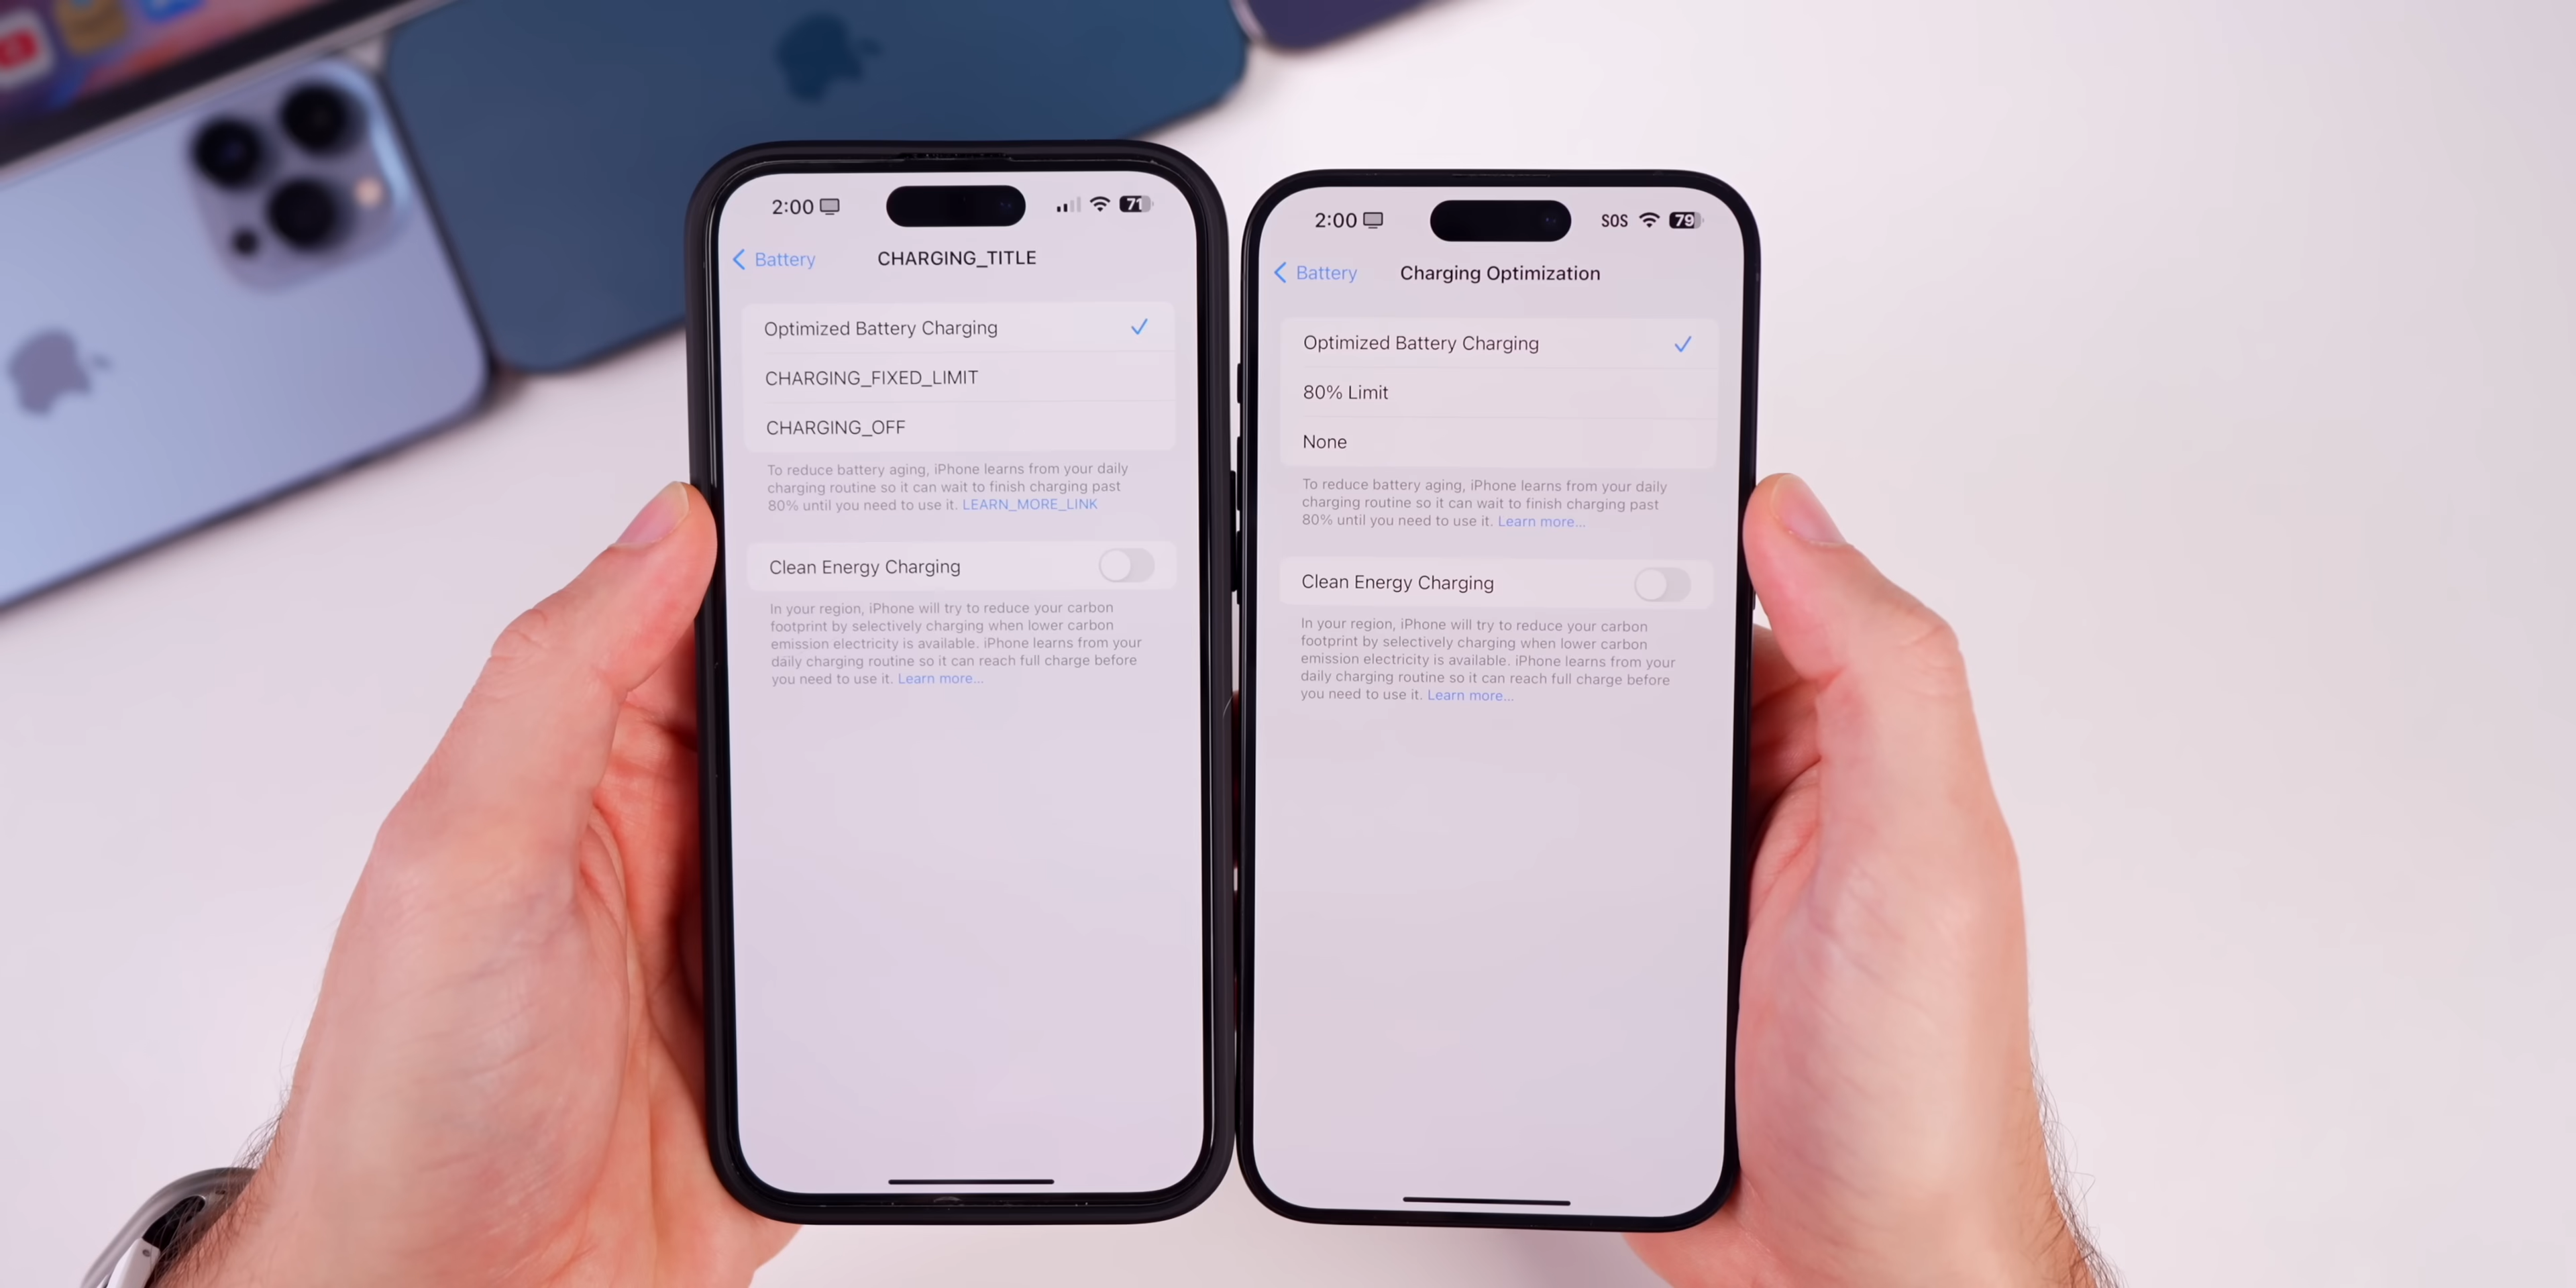 2:00
71
Battery
CHARGING_TITLE
Optimized Battery Charging
CHARGING_FIXED_LIMIT
CHARGING_OFF
To reduce battery aging, iPhone learns from your daily
charging routine so it can wait to finish charging past
80% until you need to use it. LEARN_MORE_LINK
Clean Energy Charging
In your region, iPhone will try to reduce your carbon
footprint by selectively charging when lower carbon
emission electricity is available. iPhone learns from your
daily charging routine so it can reach full charge before
you need to use it. Learn more...
2:00
SOS
79
Battery
Charging Optimization
Optimized Battery Charging
80% Limit
None
To reduce battery aging, iPhone learns from your daily
charging routine so it can wait to finish charging past
80% until you need to use it. Learn more...
Clean Energy Charging
In your region, iPhone will try to reduce your carbon
footprint by selectively charging when lower carbon
emission electricity is available. iPhone learns from your
daily charging routine so it can reach full charge before
you need to use it. Learn more...